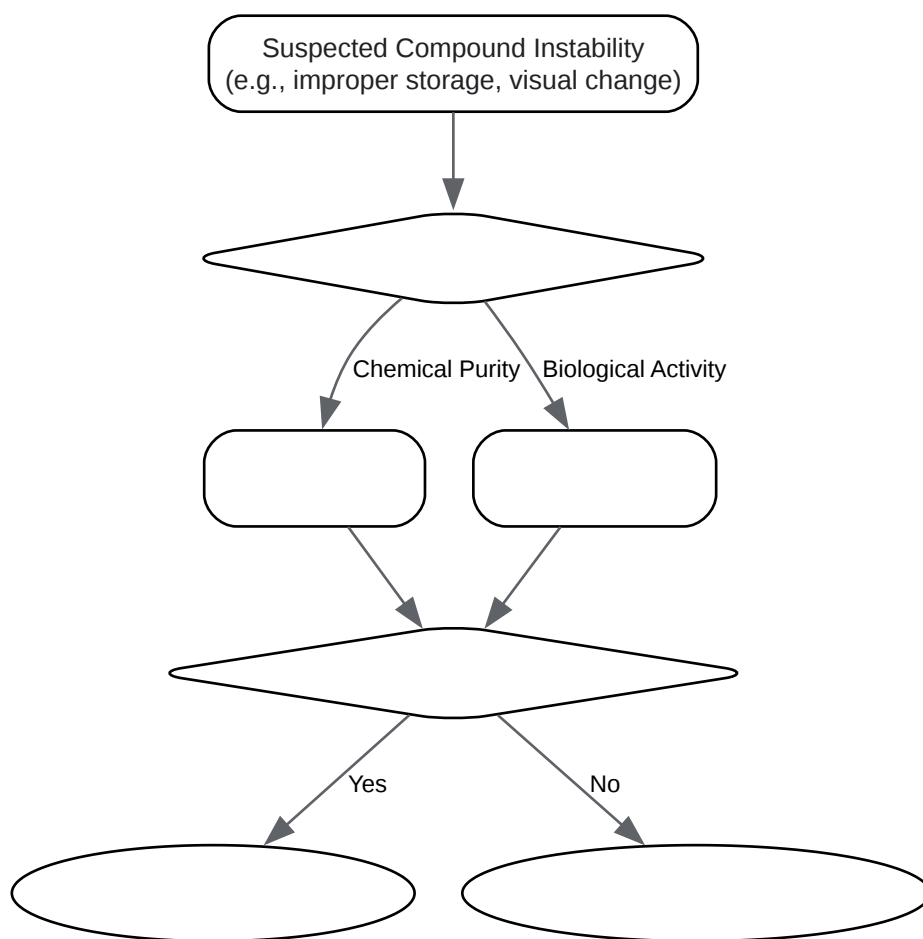 Suspected Compound Instability
(e.g., improper storage, visual change)
Chemical Purity
Biological Activity
Yes
No